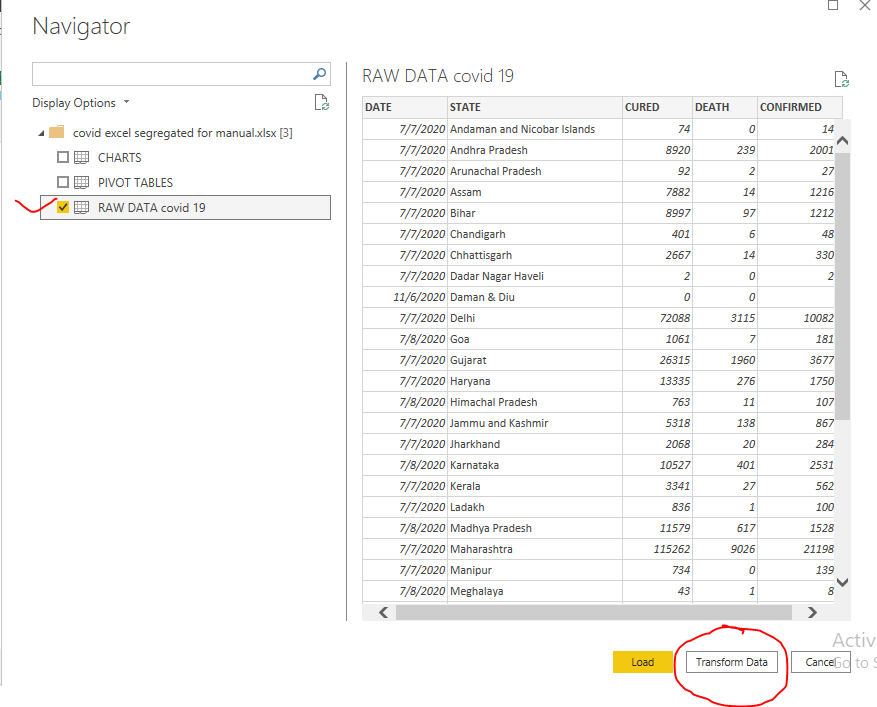 Navigator
Display Options
covid excel segregated for manual.xlsx [3]
CHARTS
PIVOT TABLES
RAW DATA covid 19
RAW DATA covid 19
DATE STATE CURED DEATH CONFIRMED
7/7/2020 Andaman and Nicobar Islands 74 0 14
7/7/2020 Andhra Pradesh 8920 239 2001
7/7/2020 Arunachal Pradesh 92 2 27
7/7/2020 Assam 7882 14 1216
7/7/2020 Bihar 8997 97 1212
7/7/2020 Chandigarh 401 6 48
7/7/2020 Chhattisgarh 2667 14 330
7/7/2020 Dadar Nagar Haveli 2 0 2
11/6/2020 Daman & Diu 0 0
7/7/2020 Delhi 72088 3115 10082
7/8/2020 Goa 1061 7 181
7/7/2020 Gujarat 26315 1960 3677
7/7/2020 Haryana 13335 276 1750
7/8/2020 Himachal Pradesh 763 11 107
7/7/2020 Jammu and Kashmir 5318 138 867
7/7/2020 Jharkhand 2068 20 284
7/8/2020 Karnataka 10527 401 2531
7/7/2020 Kerala 3341 27 562
7/7/2020 Ladakh 836 1 100
7/8/2020 Madhya Pradesh 11579 617 1528
7/7/2020 Maharashtra 115262 9026 21198
7/7/2020 Manipur 734 0 139
7/8/2020 Meghalaya 43 1 8
Activ
Load Transform Data Cancel
Go to S